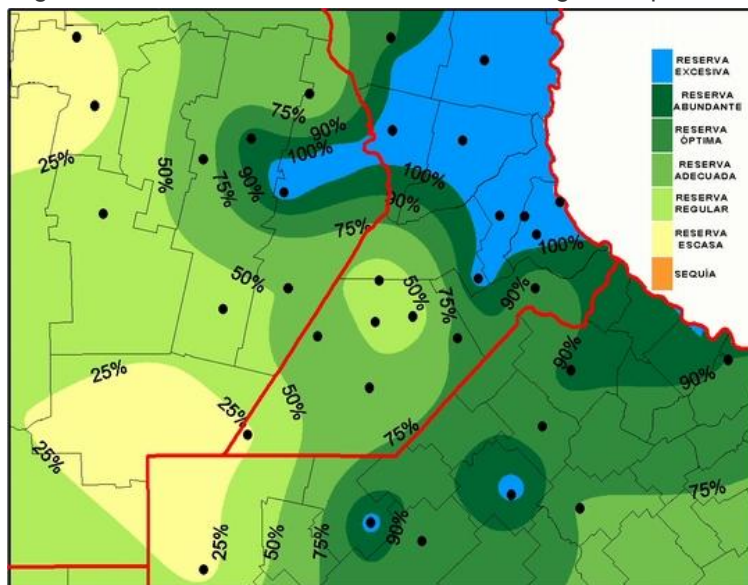 RESERVA
EXCESIVA
RESERVA
ABUNDANTE
RESERVA
ÓPTIMA
RESERVA
ADECUADA
RESERVA
REGULAR
RESERVA
ESCASA
SEQUÌA
75%
90%
100%
25%
50%
75%
90%
100%
90%
75%
100%
50%
50%
75%
90%
90%
90%
25%
25%
50%
25%
75%
75%
25%
50%
75%
90%